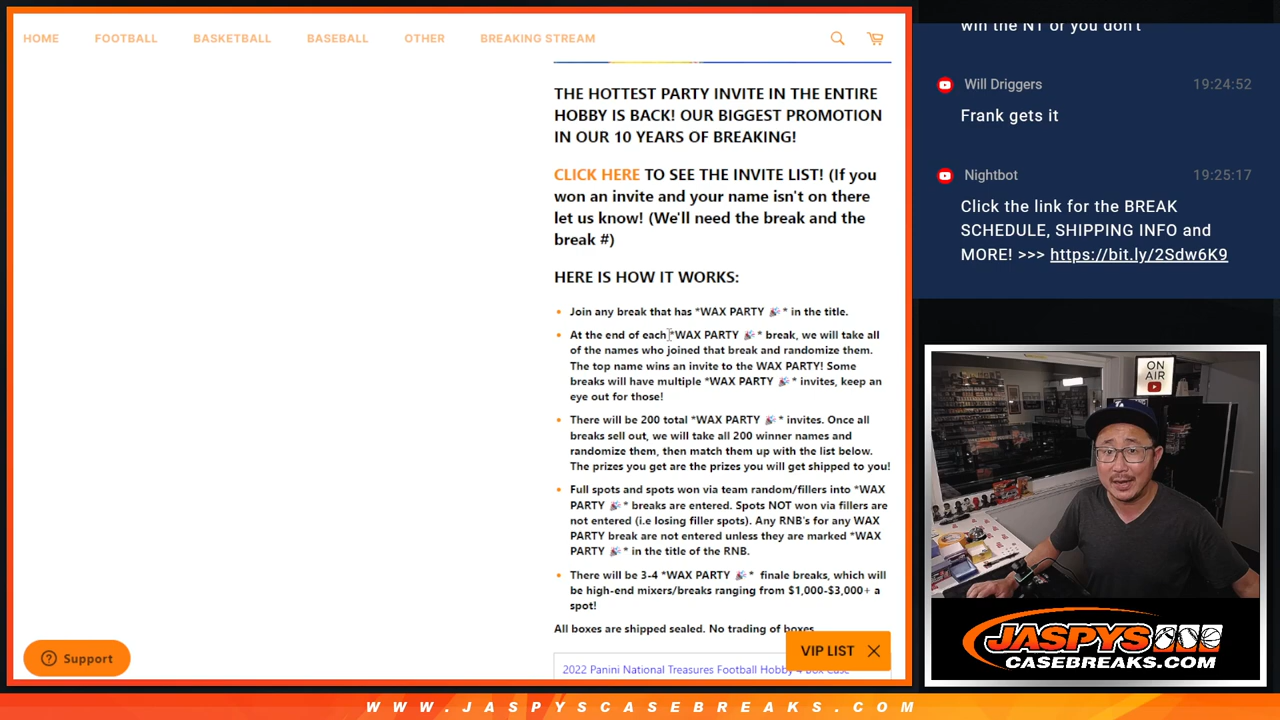 HOME FOOTBALL BASKETBALL BASEBALL OTHER BREAKING STREAM
THE HOTTEST PARTY INVITE IN THE ENTIRE
HOBBY IS BACK! OUR BIGGEST PROMOTION
IN OUR 10 YEARS OF BREAKING!
CLICK HERE TO SEE THE INVITE LIST! (If you
won an invite and your name isn't on there
let us know! (We'll need the break and the
break #)
HERE IS HOW IT WORKS:
• Join any break that has *WAX PARTY 🎉 * in the title.
• At the end of each *WAX PARTY 🎉 * break, we will take all
of the names who joined that break and randomize them.
The top name wins an invite to the WAX PARTY! Some
breaks will have multiple *WAX PARTY 🎉 * invites, keep an
eye out for those!
• There will be 200 total *WAX PARTY 🎉 * invites. Once all
breaks sell out, we will take all 200 winner names and
randomize them, then match them up with the list below.
The prizes you get are the prizes you will get shipped to you!
• Full spots and spots won via team random/fillers into *WAX
PARTY 🎉 * breaks are entered. Spots NOT won via fillers are
not entered (i.e losing filler spots). Any RNB's for any WAX
PARTY break are not entered unless they are marked *WAX
PARTY 🎉 * in the title of the RNB.
• There will be 3-4 *WAX PARTY 🎉 * finale breaks, which will
be high-end mixers/breaks ranging from $1,000-$3,000+ a
spot!
All boxes are shipped sealed. No trading of boxes
2022 Panini National Treasures Football Hobby 4 Box Case
Support
VIP LIST
win the NT or you don't
Will Driggers 19:24:52
Frank gets it
Nightbot 19:25:17
Click the link for the BREAK
SCHEDULE, SHIPPING INFO and
MORE! >>> https://bit.ly/2Sdw6K9
ON
AIR
LA
JASPYS
CASEBREAKS.COM
WWW.JASPYSCASEBREAKS.COM